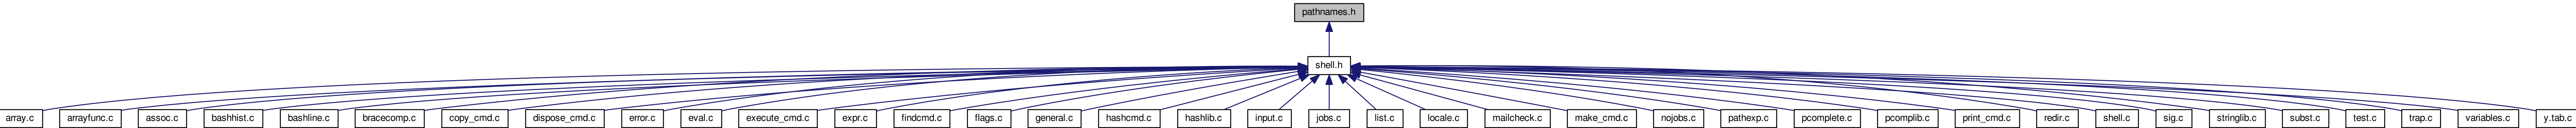 pathnames.h
shell.h
array.c arrayfunc.c assoc.c bashhist.c bashline.c bracecomp.c copy_cmd.c dispose_cmd.c error.c eval.c execute_cmd.c expr.c findcmd.c flags.c general.c hashcmd.c hashlib.c input.c jobs.c list.c locale.c mailcheck.c make_cmd.c nojobs.c pathexp.c pcomplete.c pcomplib.c print_cmd.c redir.c shell.c sig.c stringlib.c subst.c test.c trap.c variables.c y.tab.c